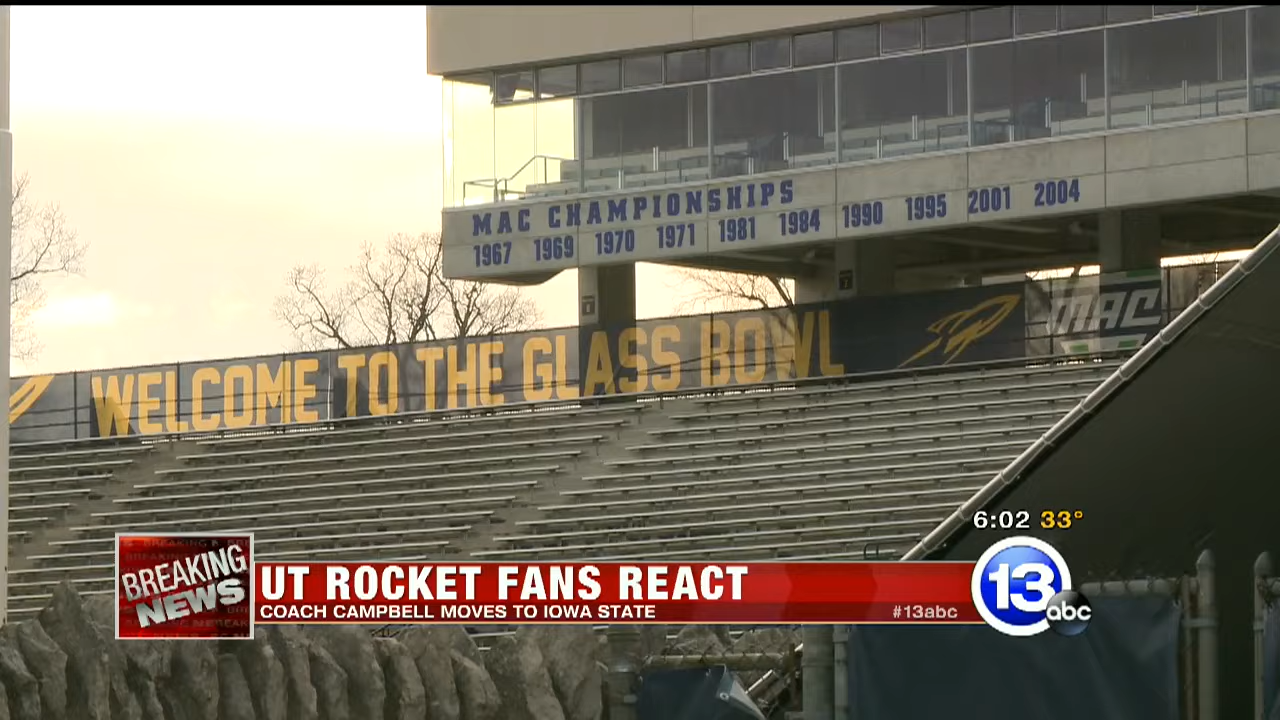 MAC CHAMPIONSHIPS
1967 1969 1970 1971 1981 1984 1990 1995 2001 2004
WELCOME TO THE GLASS BOWL
MAC
6:02 33°
BREAKING NEWS
UT ROCKET FANS REACT
COACH CAMPBELL MOVES TO IOWA STATE
#13abc
13 abc